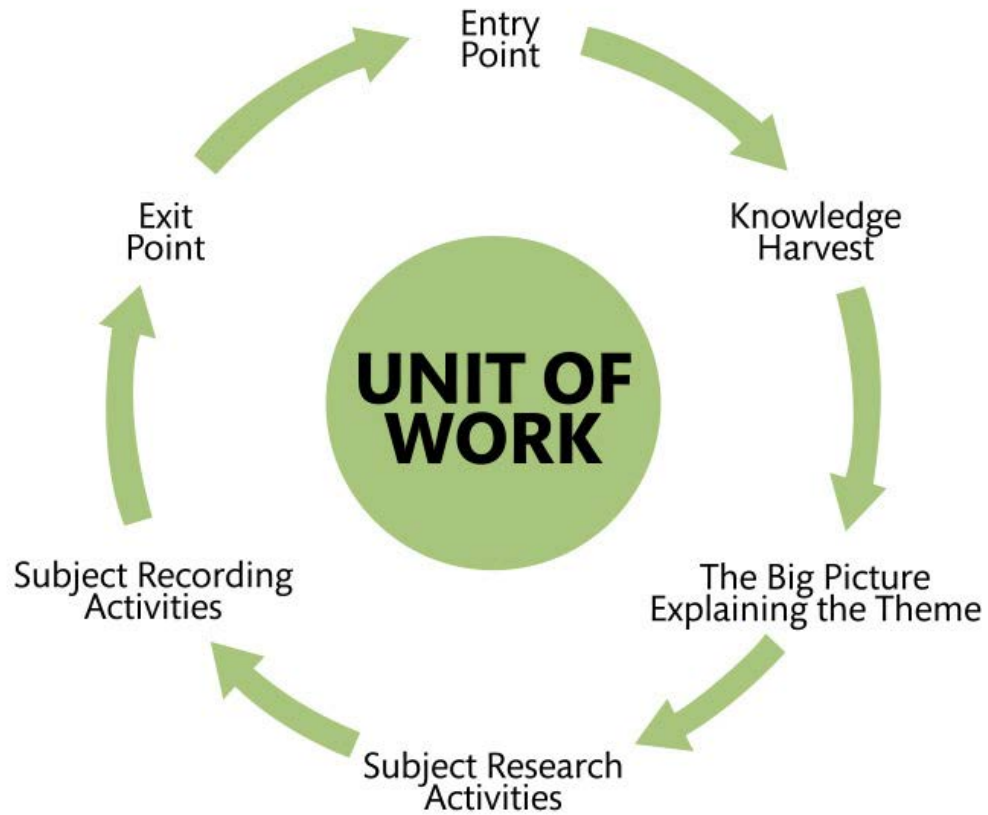 Entry
Point
Knowledge
Harvest
The Big Picture
Explaining the Theme
Subject Research
Activities
Subject Recording
Activities
Exit
Point
UNIT OF
WORK